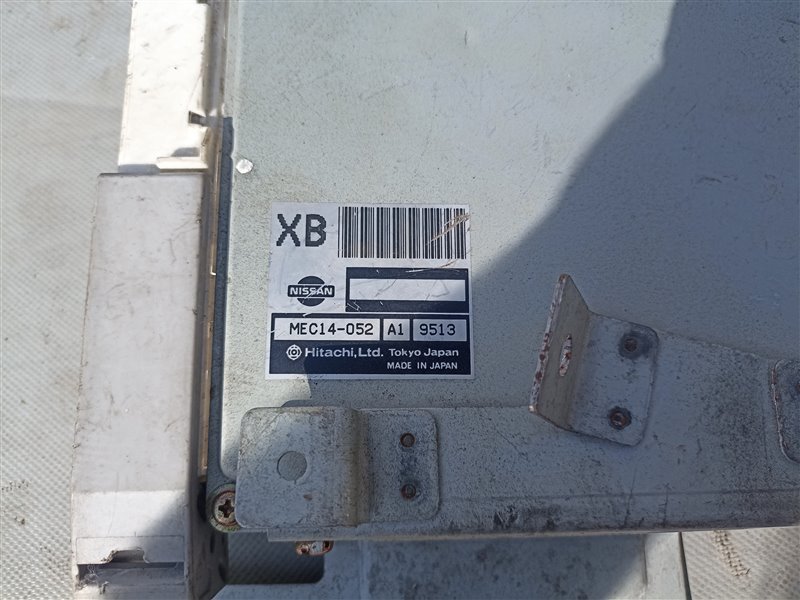 XB
NISSAN
MEC14-052 A1 9513
Hitachi,Ltd. Tokyo Japan
MADE IN JAPAN